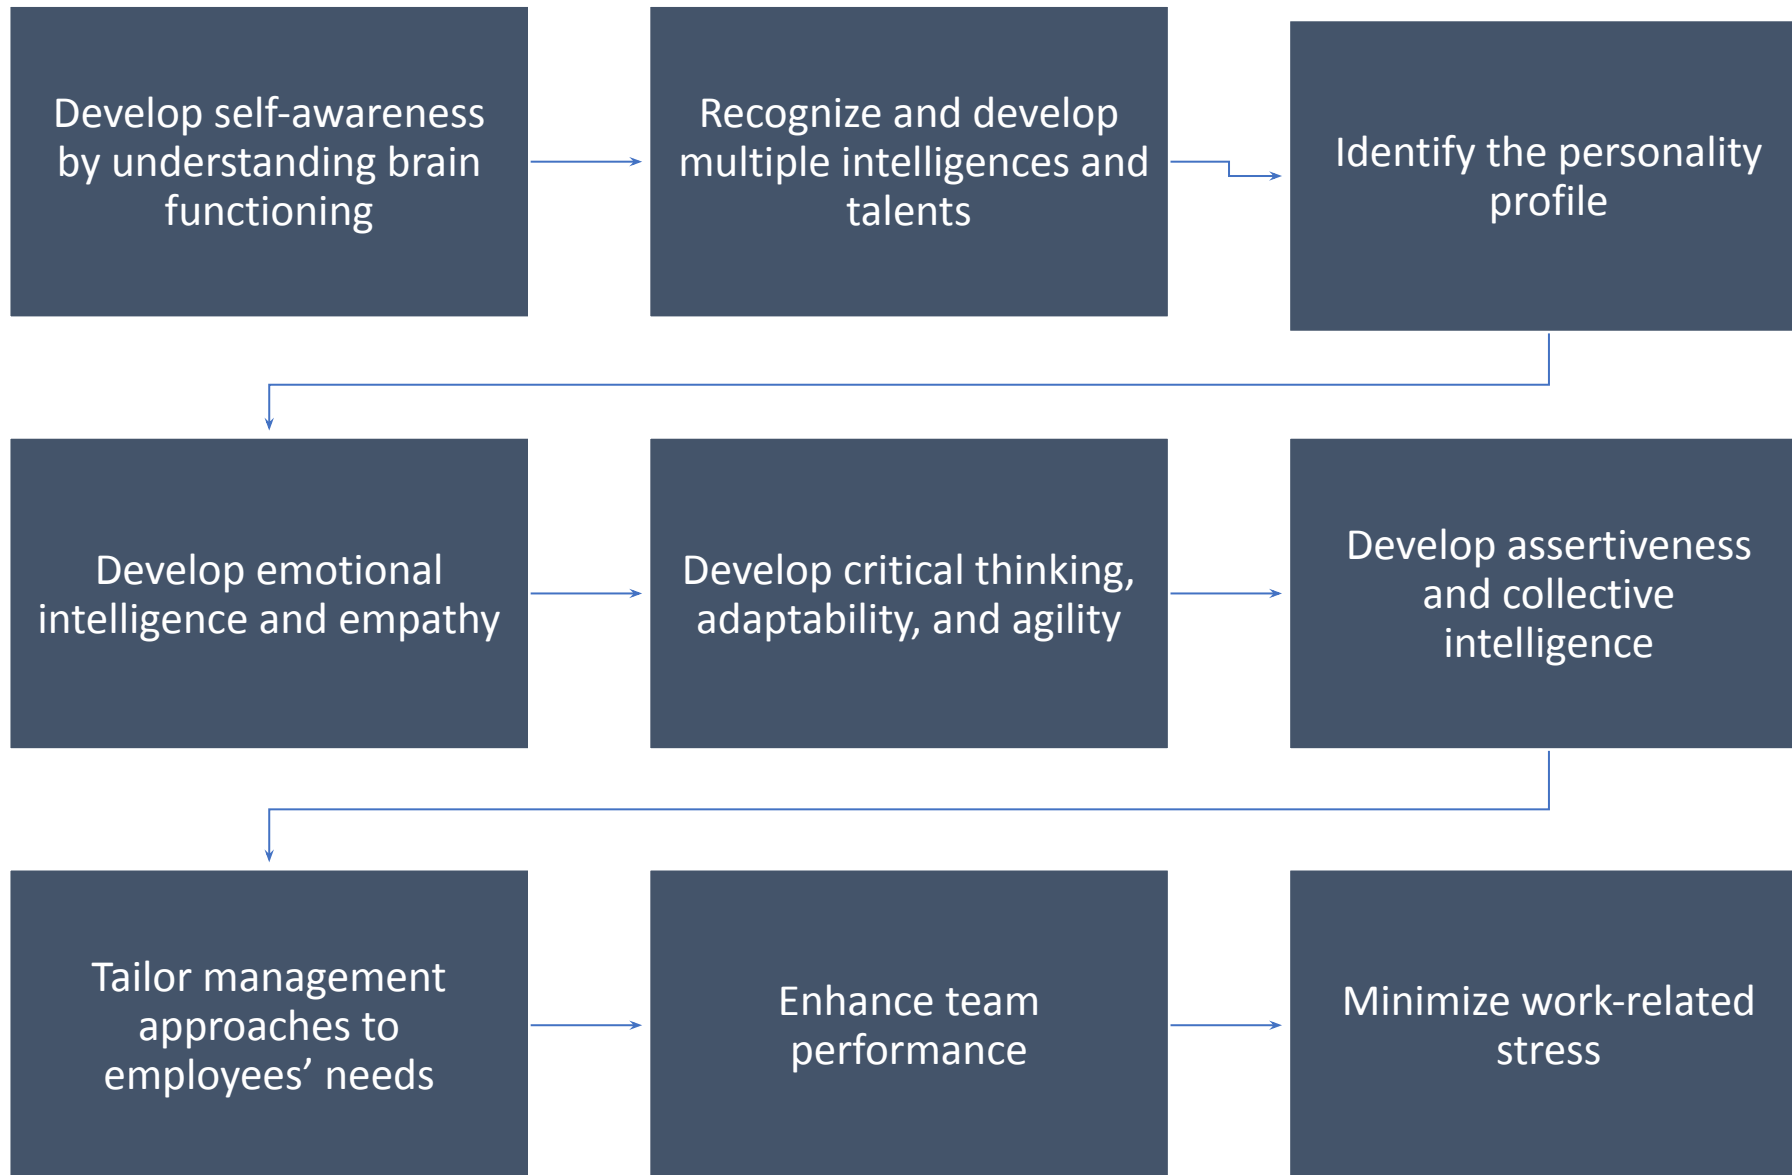 Develop self-awareness
by understanding brain
functioning
Recognize and develop
multiple intelligences and
talents
Identify the personality
profile
Develop emotional
intelligence and empathy
Develop critical thinking,
adaptability, and agility
Develop assertiveness
and collective
intelligence
Tailor management
approaches to
employees’ needs
Enhance team
performance
Minimize work-related
stress